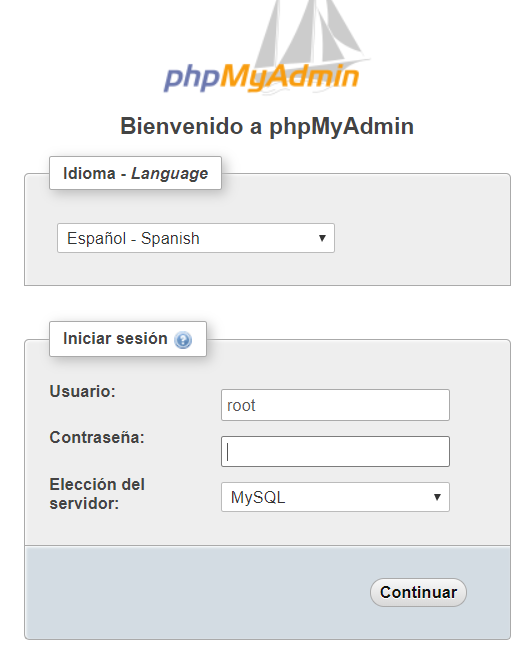 phpMyAdmin
Bienvenido a phpMyAdmin
Idioma - Language
Español - Spanish
Iniciar sesión
Usuario:
root
Contraseña:
Elección del
servidor:
MySQL
Continuar